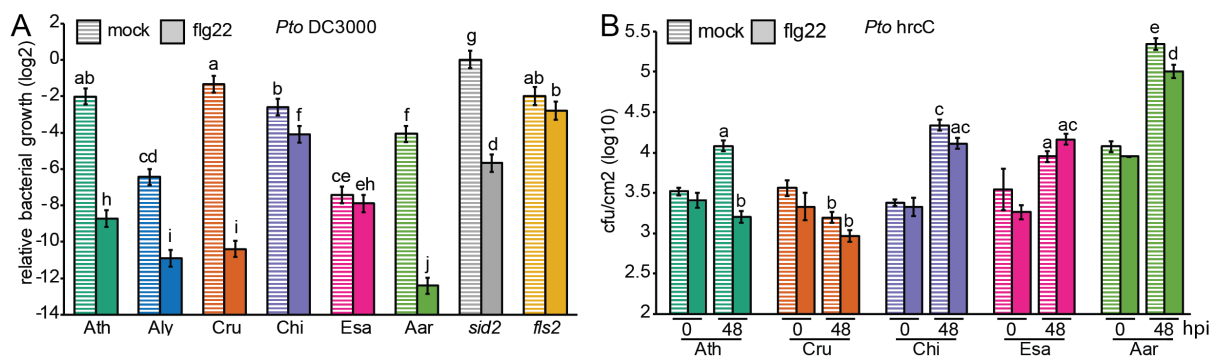 A
mock
flg22
Pto DC3000
relative bacterial growth (log2)
2
0
-2
-4
-6
-8
-10
-12
-14
ab
h
cd
i
a
i
b
f
ce
eh
f
j
g
d
ab
b
Ath
Aly
Cru
Chi
Esa
Aar
sid2
fls2
B
mock
flg22
Pto hrcC
cfu/cm2 (log10)
5.5
5
4.5
4
3.5
3
2.5
2
a
b
b
b
c
ac
a
ac
e
d
0 48 0 48 0 48 0 48 0 48 hpi
Ath Cru Chi Esa Aar